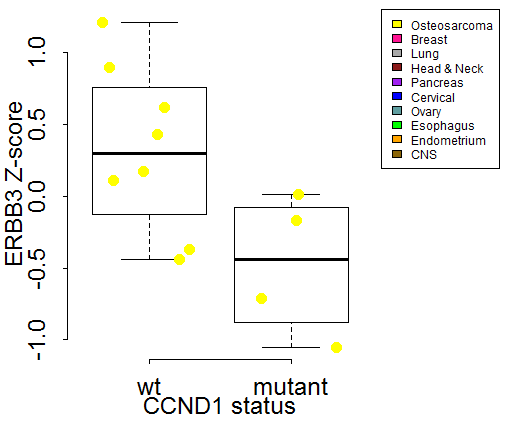 Osteosarcoma
Breast
Lung
Head & Neck
Pancreas
Cervical
Ovary
Esophagus
Endometrium
CNS
ERBB3 Z-score
1.0
0.5
0.0
-0.5
-1.0
wt mutant
CCND1 status